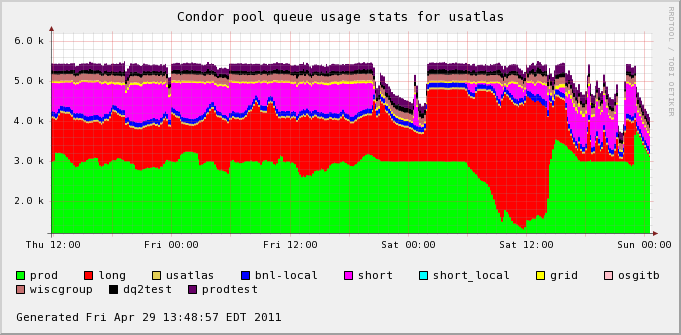 Condor pool queue usage stats for usatlas
RRDTOOL / TOBI OETIKER
6.0 k
5.0 k
4.0 k
3.0 k
2.0 k
Thu 12:00 Fri 00:00 Fri 12:00 Sat 00:00 Sat 12:00 Sun 00:00
prod long usatlas bnl-local short short_local grid osgitb
wiscgroup dq2test prodtest
Generated Fri Apr 29 13:48:57 EDT 2011